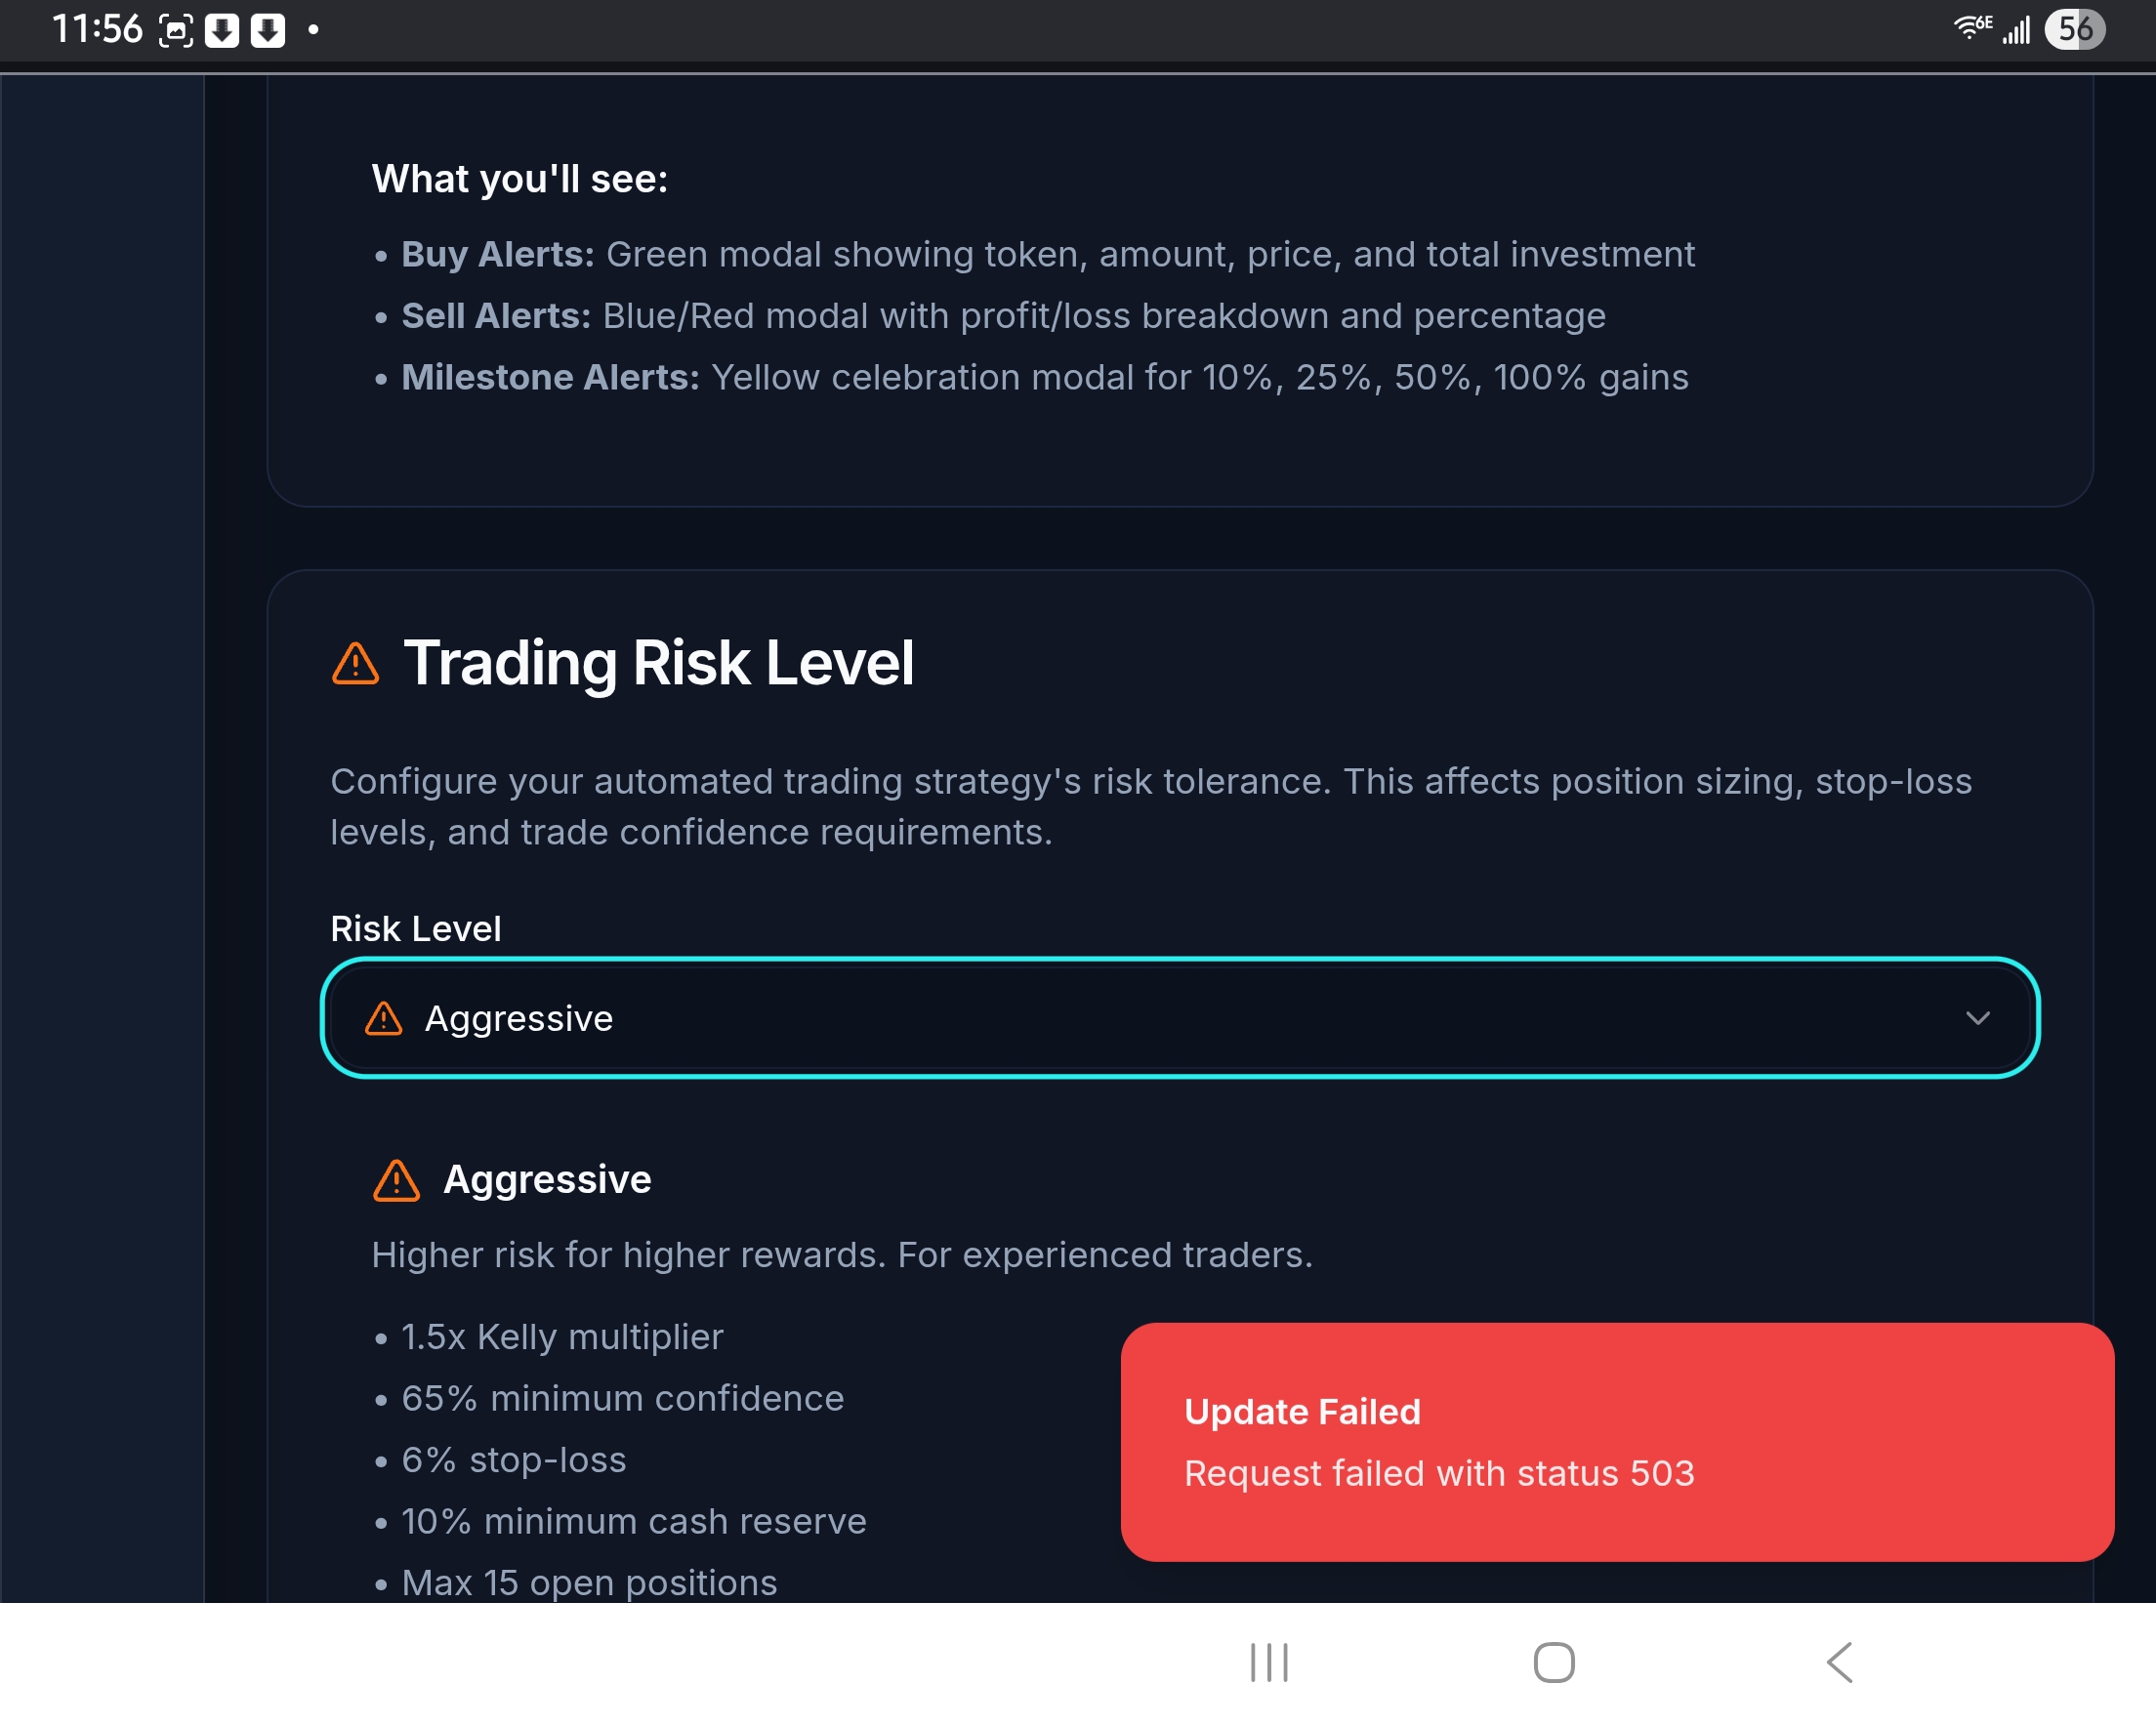 11:56
6E
56
What you'll see:
• Buy Alerts: Green modal showing token, amount, price, and total investment
• Sell Alerts: Blue/Red modal with profit/loss breakdown and percentage
• Milestone Alerts: Yellow celebration modal for 10%, 25%, 50%, 100% gains
Trading Risk Level
Configure your automated trading strategy's risk tolerance. This affects position sizing, stop-loss
levels, and trade confidence requirements.
Risk Level
Aggressive
Aggressive
Higher risk for higher rewards. For experienced traders.
• 1.5x Kelly multiplier
• 65% minimum confidence
• 6% stop-loss
• 10% minimum cash reserve
• Max 15 open positions
Update Failed
Request failed with status 503